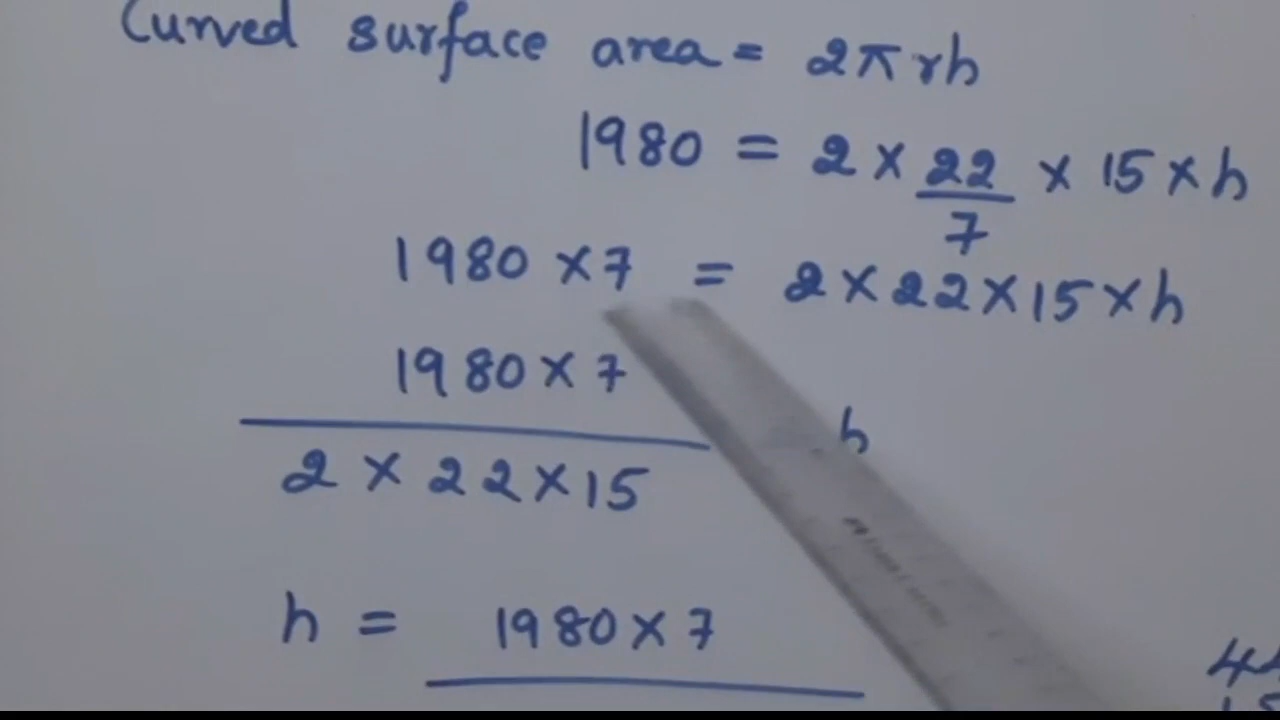 Curved surface area = 2πrh
1980 = 2 × 22/7 × 15 × h
1980 × 7 = 2 × 22 × 15 × h
1980 × 7
2 × 22 × 15
h
h = 1980 × 7